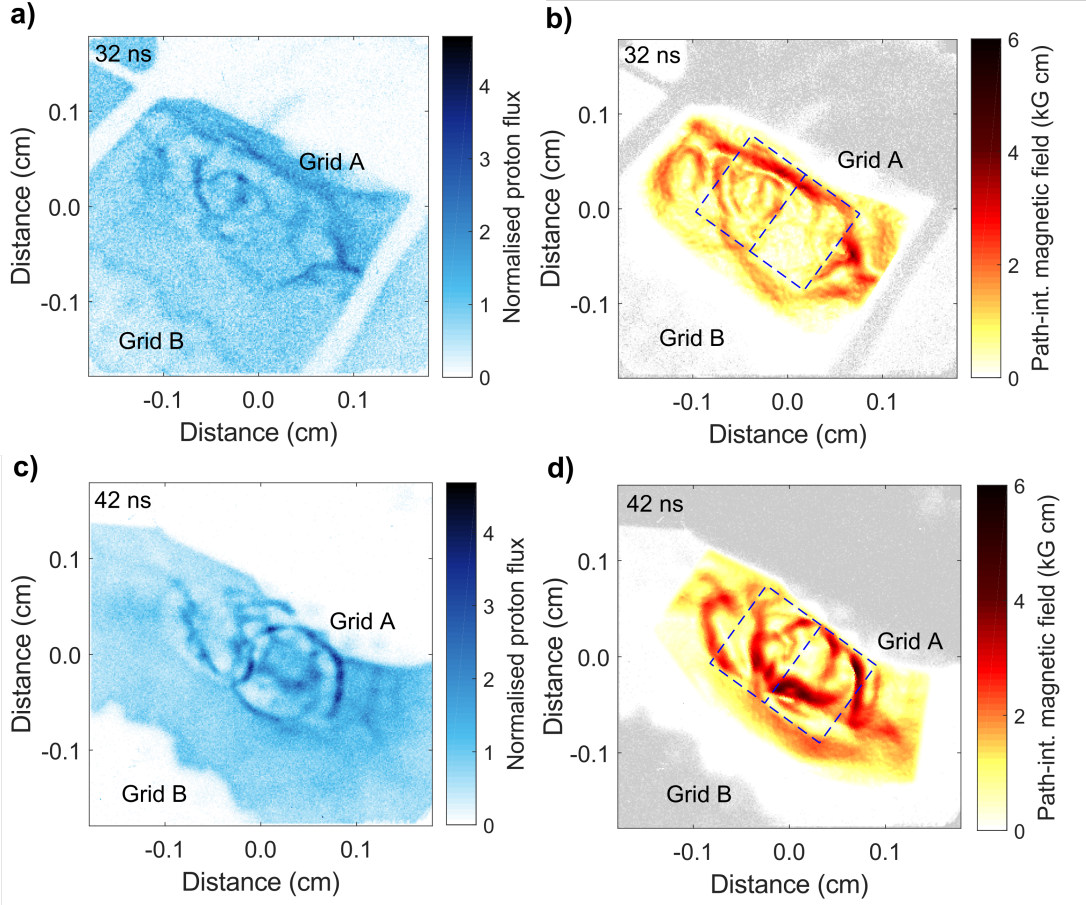 a)
32 ns
Grid A
Grid B
0.1
0.0
-0.1
-0.1
0.0
0.1
Distance (cm)
Distance (cm)
4
3
2
1
0
Normalised proton flux
b)
32 ns
Grid A
Grid B
0.1
0.0
-0.1
-0.1
0.0
0.1
Distance (cm)
Distance (cm)
6
4
2
0
Path-int. magnetic field (kG cm)
c)
42 ns
Grid A
Grid B
0.1
0.0
-0.1
-0.1
0.0
0.1
Distance (cm)
Distance (cm)
4
3
2
1
0
Normalised proton flux
d)
42 ns
Grid A
Grid B
0.1
0.0
-0.1
-0.1
0.0
0.1
Distance (cm)
Distance (cm)
6
4
2
0
Path-int. magnetic field (kG cm)